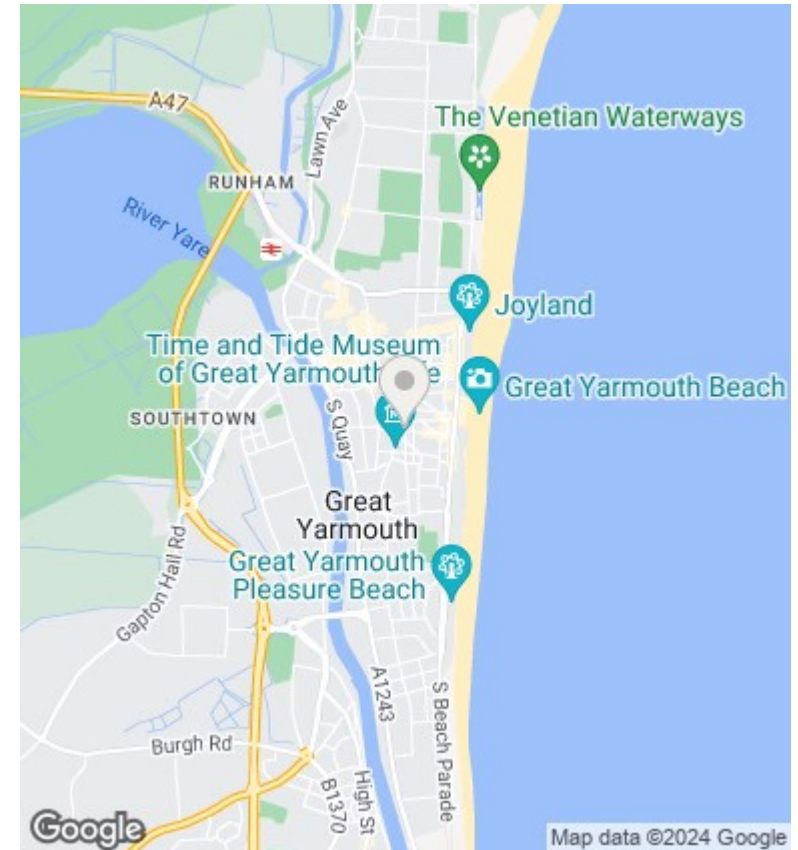 A47
Lawn Ave
The Venetian Waterways
RUNHAM
River Yare
Joyland
Time and Tide Museum
of Great Yarmouth
Great Yarmouth Beach
SOUTHTOWN
S Quay
Great
Yarmouth
Great Yarmouth
Pleasure Beach
Gapton Hall Rd
A1243
S Beach Parade
Burgh Rd
High St
B1370
Google
Map data ©2024 Google